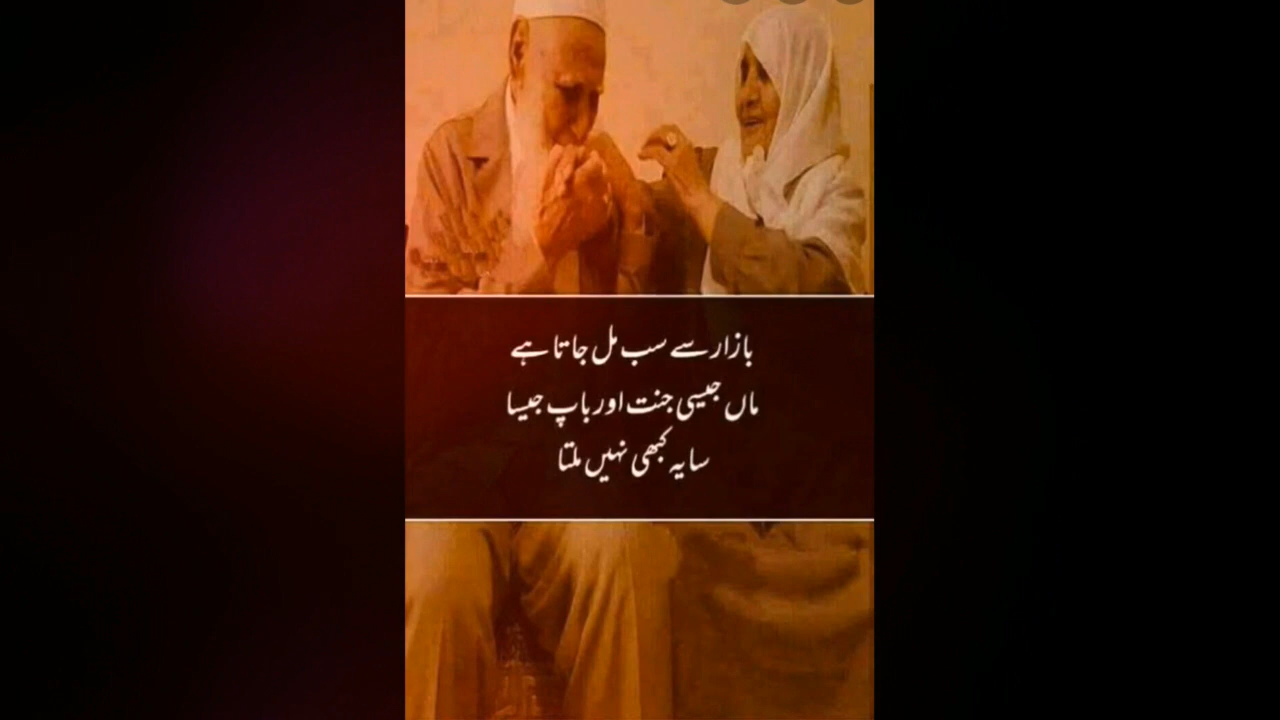 بازار سے سب مل جاتا ہے
ماں جیسی جنت اور باپ جیسا
سایہ کبھی نہیں ملتا